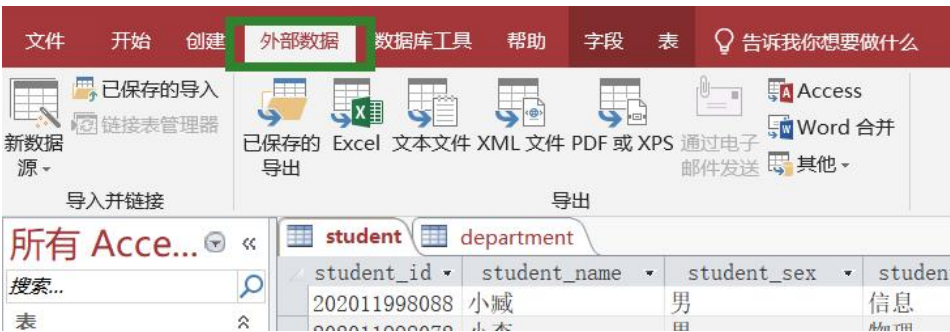 文件 开始 创建 外部数据 数据库工具 帮助 字段 表 告诉我你想要做什么
新数据源
已保存的导入
链接表管理器
导入并链接
已保存的导出
Excel
文本文件
XML 文件
PDF 或 XPS
通过电子邮件发送
Access
Word 合并
其他
导出
所有 Acce...
搜索...
表
student department
student_id student_name student_sex studen
202011998088 小臧 男 信息